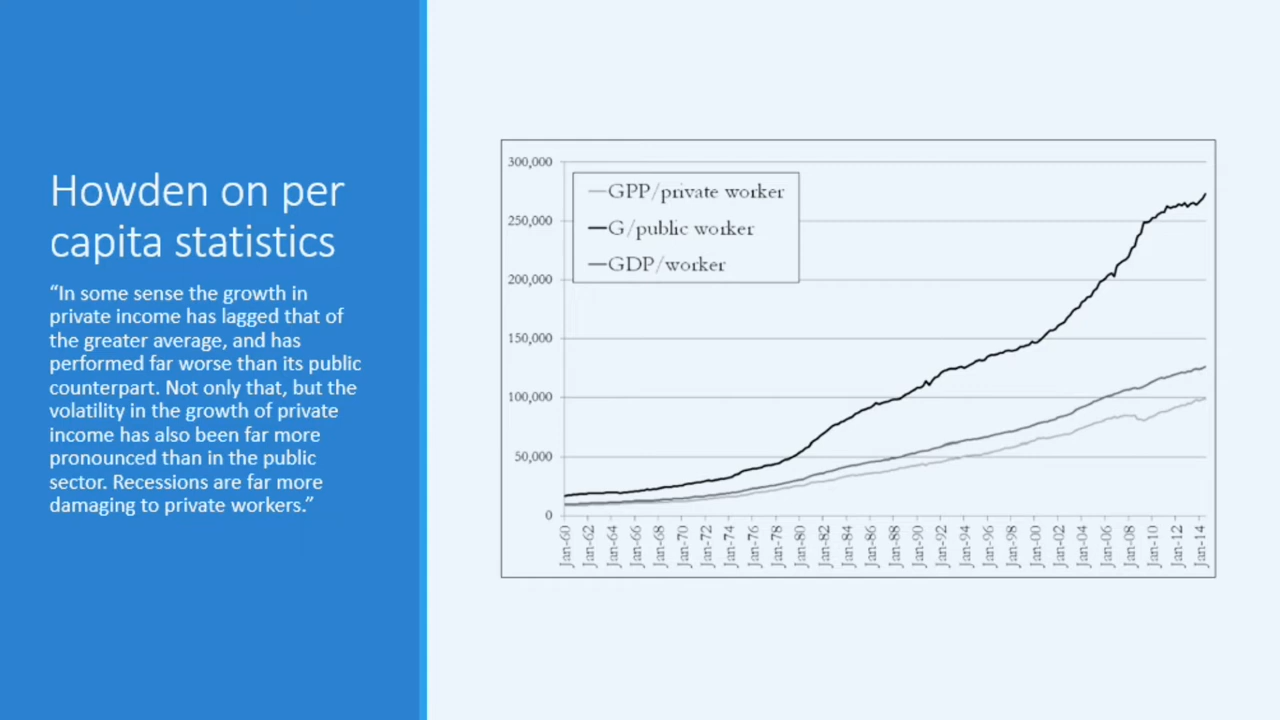 Howden on per
capita statistics
“In some sense the growth in
private income has lagged that of
the greater average, and has
performed far worse than its public
counterpart. Not only that, but the
volatility in the growth of private
income has also been far more
pronounced than in the public
sector. Recessions are far more
damaging to private workers.”
300,000
250,000
200,000
150,000
100,000
50,000
0
GPP/private worker
G/public worker
GDP/worker
Jan-60
Jan-62
Jan-64
Jan-66
Jan-68
Jan-70
Jan-72
Jan-74
Jan-76
Jan-78
Jan-80
Jan-82
Jan-84
Jan-86
Jan-88
Jan-90
Jan-92
Jan-94
Jan-96
Jan-98
Jan-00
Jan-02
Jan-04
Jan-06
Jan-08
Jan-10
Jan-12
Jan-14